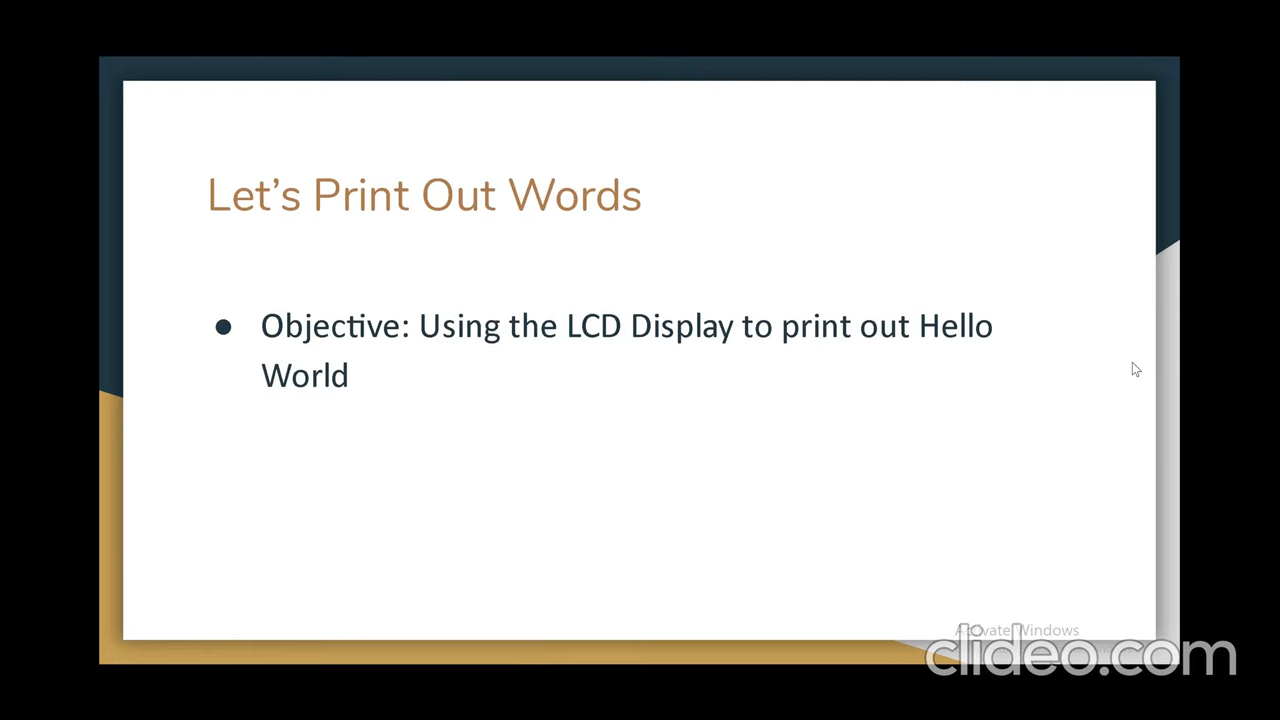 Let's Print Out Words
● Objective: Using the LCD Display to print out Hello
World
Activate Windows
clideo.com